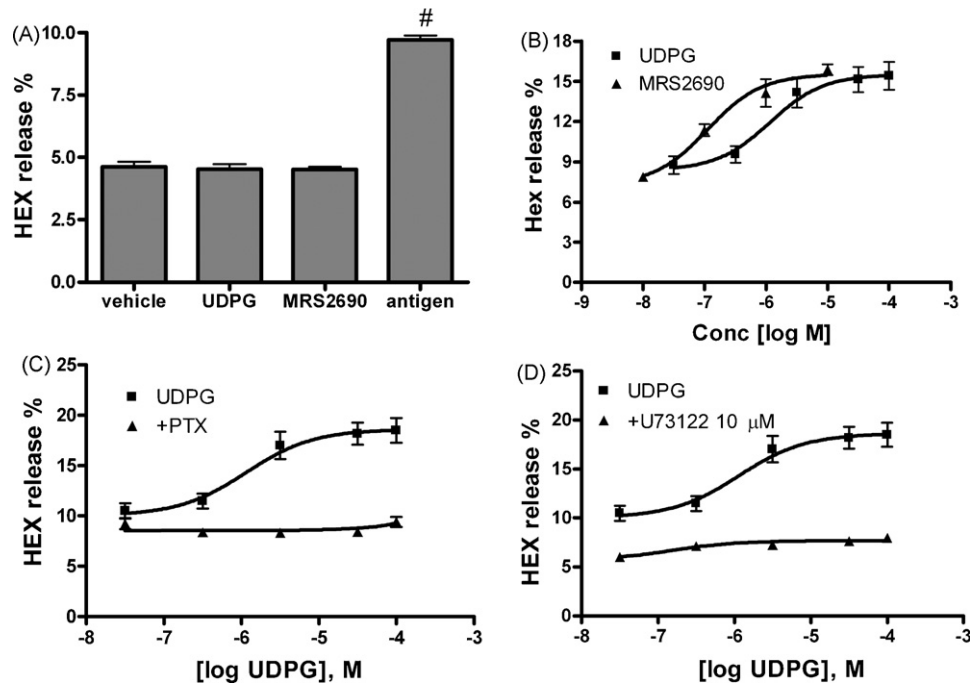 (A)
HEX release %
10.0
7.5
5.0
2.5
0.0
#
vehicle UDPG MRS2690 antigen
(B)
Hex release %
18
15
12
9
6
3
0
UDPG
MRS2690
-9 -8 -7 -6 -5 -4 -3
Conc [log M]
(C)
HEX release %
25
20
15
10
5
0
UDPG
+PTX
-8 -7 -6 -5 -4 -3
[log UDPG], M
(D)
HEX release %
25
20
15
10
5
0
UDPG
+U73122 10 μM
-8 -7 -6 -5 -4 -3
[log UDPG], M